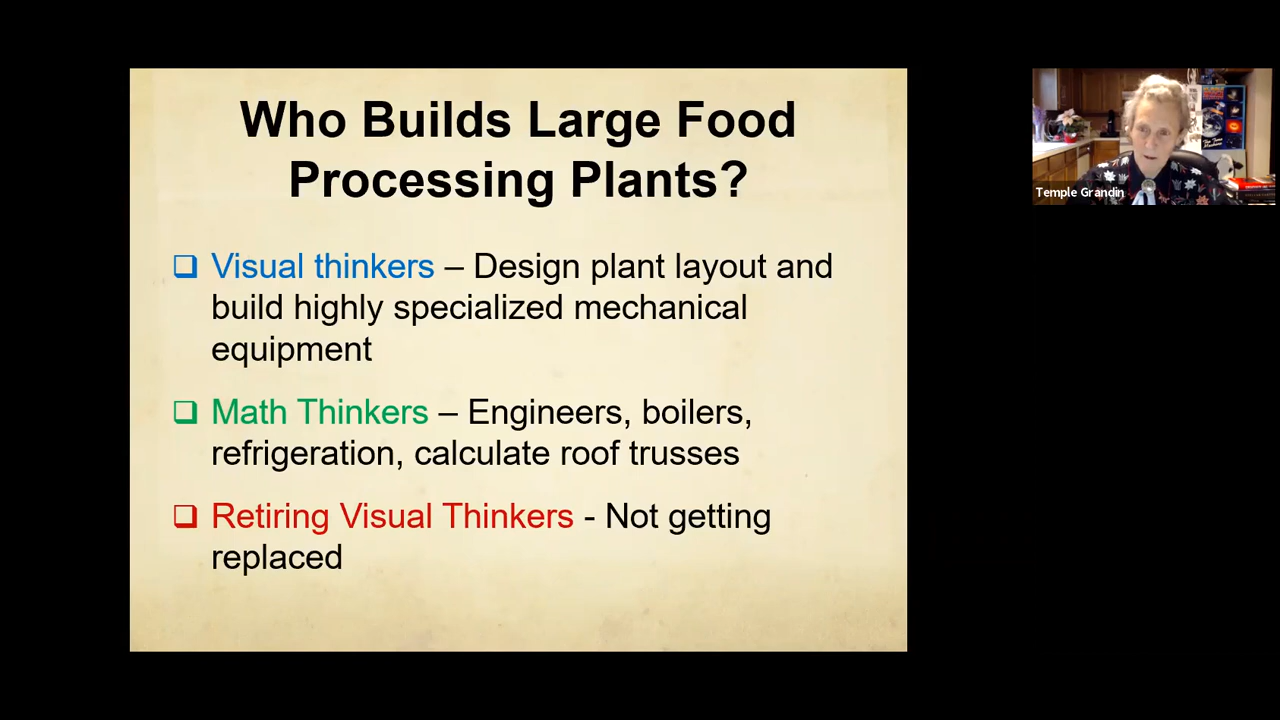 Who Builds Large Food
Processing Plants?
Visual thinkers – Design plant layout and
build highly specialized mechanical
equipment
Math Thinkers – Engineers, boilers,
refrigeration, calculate roof trusses
Retiring Visual Thinkers - Not getting
replaced
Temple Grandin